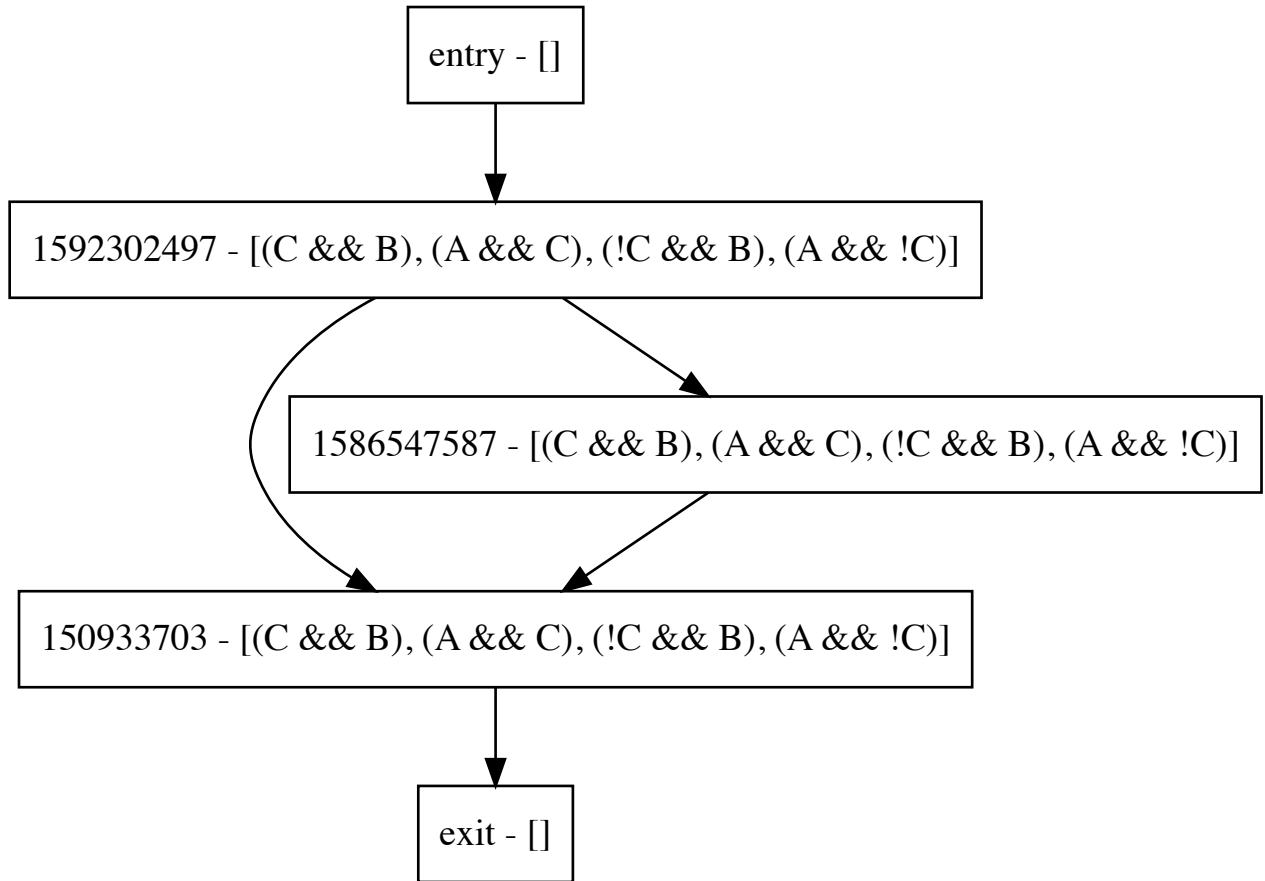 entry - []
1592302497 - [(C && B), (A && C), (!C && B), (A && !C)]
1586547587 - [(C && B), (A && C), (!C && B), (A && !C)]
150933703 - [(C && B), (A && C), (!C && B), (A && !C)]
exit - []